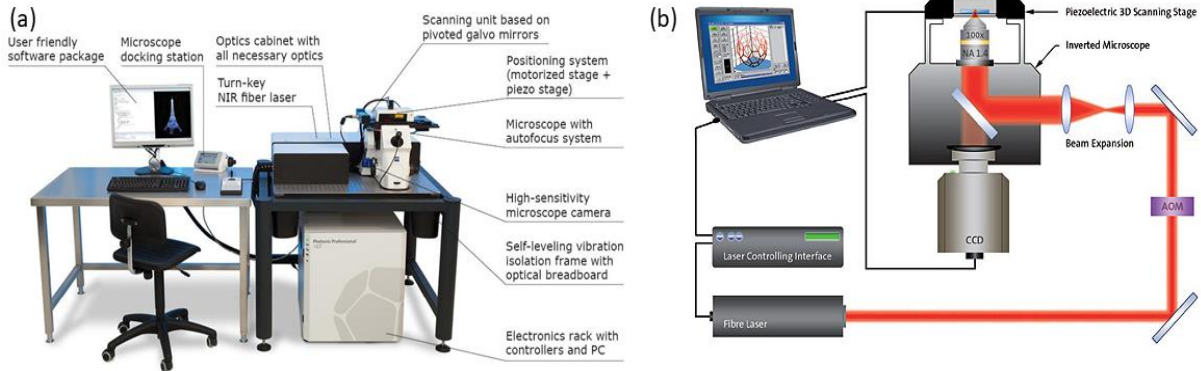 (a)
User friendly
software package
Microscope
docking station
Optics cabinet with
all necessary optics
Turn-key
NIR fiber laser
Scanning unit based on
pivoted galvo mirrors
Positioning system
(motorized stage +
piezo stage)
Microscope with
autofocus system
High-sensitivity
microscope camera
Self-leveling vibration
isolation frame with
optical breadboard
Electronics rack with
controllers and PC
Photonic Professional
(b)
Piezoelectric 3D Scanning Stage
100x
NA 1.4
Inverted Microscope
Beam Expansion
AOM
CCD
Laser Controlling Interface
Fibre Laser